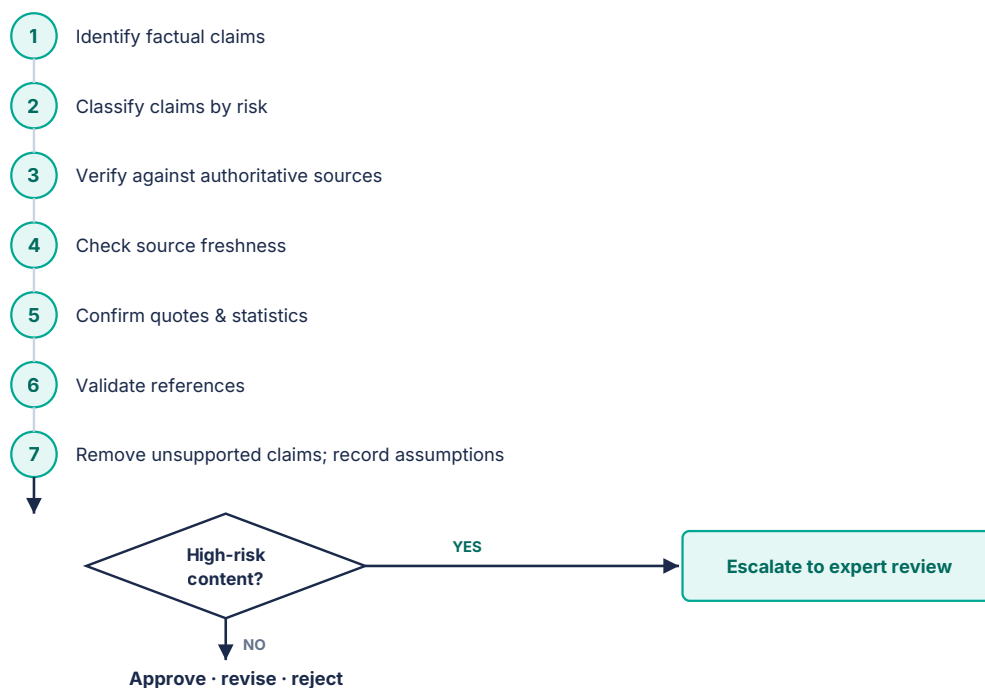 1 Identify factual claims
2 Classify claims by risk
3 Verify against authoritative sources
4 Check source freshness
5 Confirm quotes & statistics
6 Validate references
7 Remove unsupported claims; record assumptions
High-risk
content?
YES
Escalate to expert review
NO
Approve · revise · reject